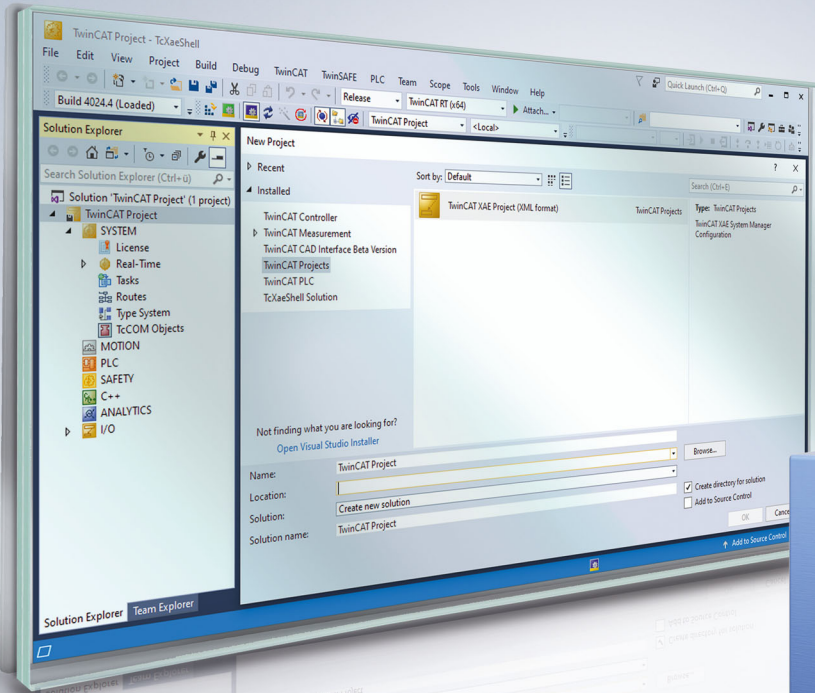 TwinCAT Project - TcXaeShell
File Edit View Project Build Debug TwinCAT TwinSAFE PLC Team Scope Tools Window Help
Quick Launch (Ctrl+Q)
Release TwinCAT RT (x64) Attach...
Build 4024.4 (Loaded) TwinCAT Project <Local>
Solution Explorer
Search Solution Explorer (Ctrl+ü)
Solution 'TwinCAT Project' (1 project)
TwinCAT Project
SYSTEM
License
Real-Time
Tasks
Routes
Type System
TcCOM Objects
MOTION
PLC
SAFETY
C++
ANALYTICS
I/O
Solution Explorer Team Explorer
New Project
? X
Recent
Installed
TwinCAT Controller
TwinCAT Measurement
TwinCAT CAD Interface Beta Version
TwinCAT Projects
TwinCAT PLC
TcXaeShell Solution
Not finding what you are looking for?
Open Visual Studio Installer
Sort by: Default
TwinCAT XAE Project (XML format) TwinCAT Projects
Search (Ctrl+E)
Type: TwinCAT Projects
TwinCAT XAE System Manager
Configuration
Name: TwinCAT Project
Location:
Browse...
Solution: Create new solution
Solution name: TwinCAT Project
Create directory for solution
Add to Source Control
OK Cance
Add to Source Control